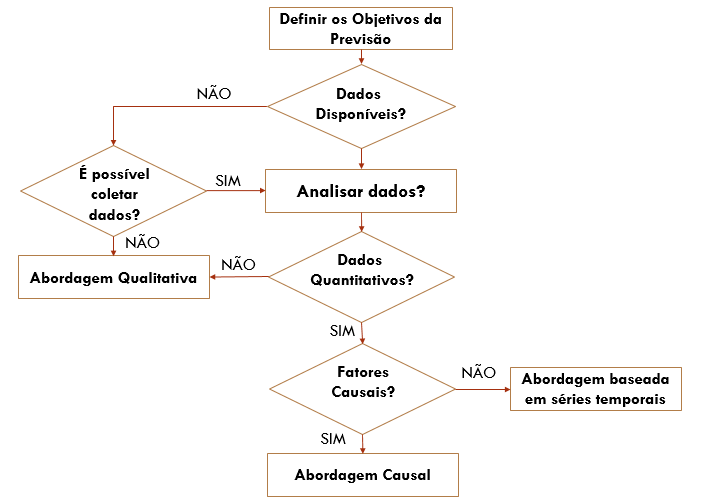 Definir os Objetivos da
Previsão
Dados
Disponíveis?
NÃO
É possível
coletar
dados?
SIM
Analisar dados?
NÃO
Abordagem Qualitativa
NÃO
Dados
Quantitativos?
SIM
Fatores
Causais?
NÃO
Abordagem baseada
em séries temporais
SIM
Abordagem Causal